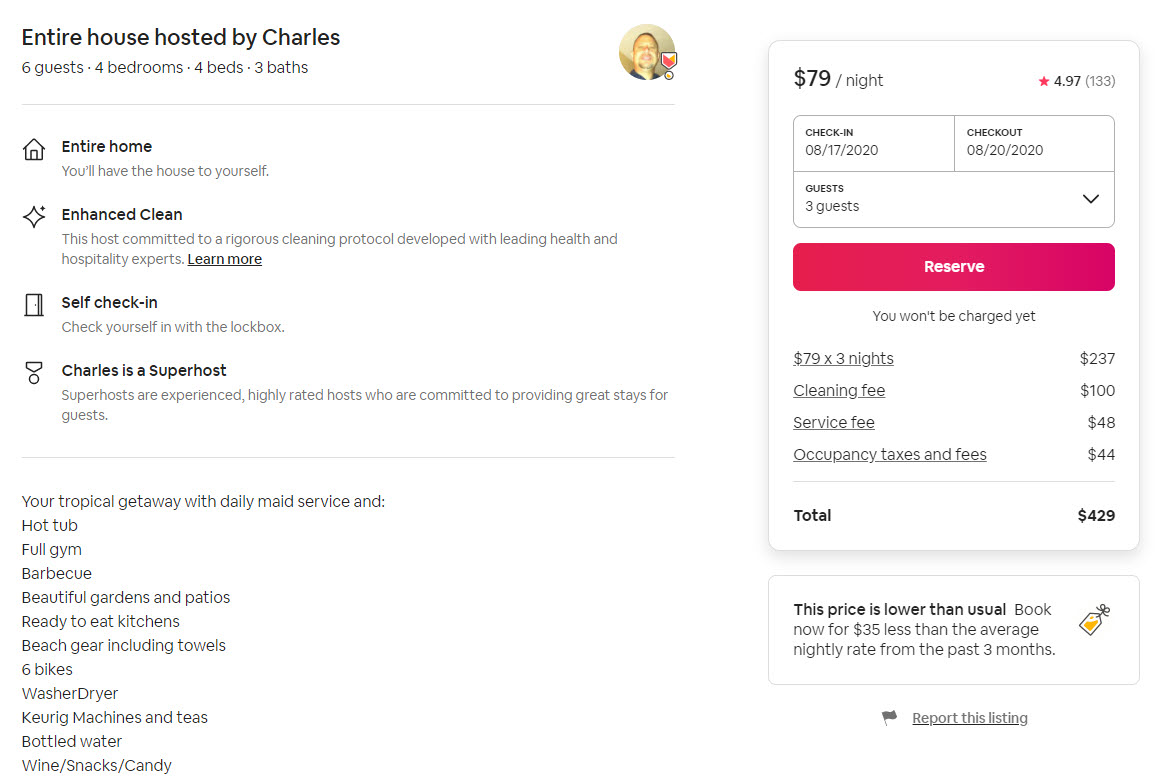 Entire house hosted by Charles
6 guests · 4 bedrooms · 4 beds · 3 baths
Entire home
You’ll have the house to yourself.
Enhanced Clean
This host committed to a rigorous cleaning protocol developed with leading health and
hospitality experts. Learn more
Self check-in
Check yourself in with the lockbox.
Charles is a Superhost
Superhosts are experienced, highly rated hosts who are committed to providing great stays for
guests.
Your tropical getaway with daily maid service and:
Hot tub
Full gym
Barbecue
Beautiful gardens and patios
Ready to eat kitchens
Beach gear including towels
6 bikes
WasherDryer
Keurig Machines and teas
Bottled water
Wine/Snacks/Candy
$79 / night ★ 4.97 (133)
CHECK-IN CHECKOUT
08/17/2020 08/20/2020
GUESTS
3 guests
Reserve
You won't be charged yet
$79 x 3 nights $237
Cleaning fee $100
Service fee $48
Occupancy taxes and fees $44
Total $429
This price is lower than usual Book
now for $35 less than the average
nightly rate from the past 3 months.
Report this listing